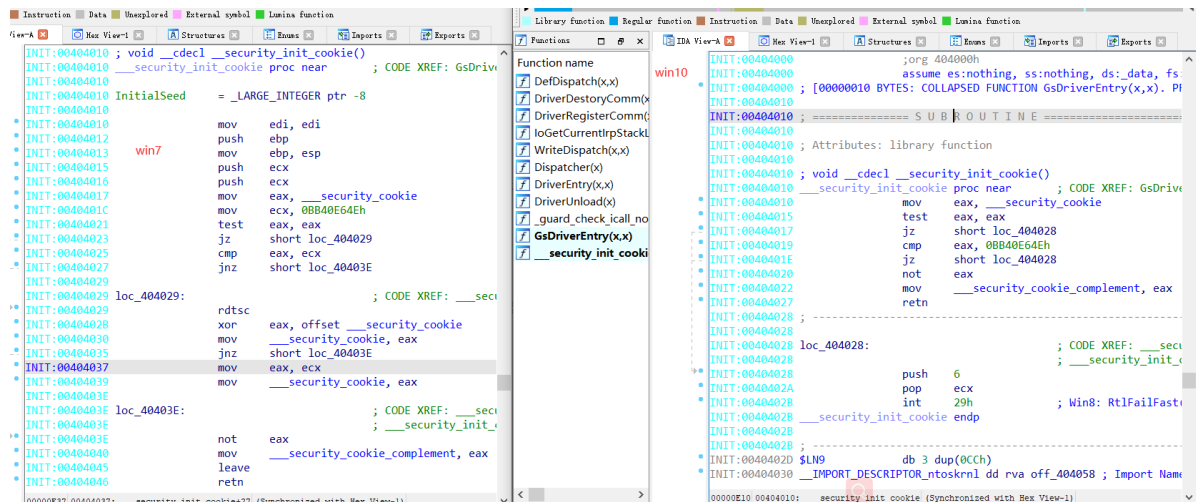 Instruction Data Unexplored External symbol Lumina function
View-A Hex View-1 Structures Enums Imports Exports
INIT:00404010 ; void __cdecl __security_init_cookie()
INIT:00404010 ___security_init_cookie proc near ; CODE XREF: GsDrive
INIT:00404010
INIT:00404010 InitialSeed = _LARGE_INTEGER ptr -8
INIT:00404010
INIT:00404010 mov edi, edi
INIT:00404012 push ebp
INIT:00404013 mov ebp, esp
win7
INIT:00404015 push ecx
INIT:00404016 push ecx
INIT:00404017 mov eax, ___security_cookie
INIT:0040401C mov ecx, 0BB40E64Eh
INIT:00404021 test eax, eax
INIT:00404023 jz short loc_404029
INIT:00404025 cmp eax, ecx
INIT:00404027 jnz short loc_40403E
INIT:00404029
INIT:00404029 loc_404029: ; CODE XREF: ___secu
INIT:00404029 rdtsc
INIT:0040402B xor eax, offset ___security_cookie
INIT:00404030 mov ___security_cookie, eax
INIT:00404035 jnz short loc_40403E
INIT:00404037 mov eax, ecx
INIT:00404039 mov ___security_cookie, eax
INIT:0040403E
INIT:0040403E loc_40403E: ; CODE XREF: ___secu
INIT:0040403E ; ___security_init_c
INIT:0040403E not eax
INIT:00404040 mov ___security_cookie_complement, eax
INIT:00404045 leave
INIT:00404046 retn
00000E37 00404037: __security_init_cookie+27 (Synchronized with Hex View-1)
Library function Regular function Instruction Data Unexplored External symbol Lumina function
Functions
Function name
DefDispatch(x,x)
DriverDestoryComm(x
DriverRegisterComm(
IoGetCurrentIrpStackL
WriteDispatch(x,x)
Dispatcher(x)
DriverEntry(x,x)
DriverUnload(x)
_guard_check_icall_no
GsDriverEntry(x,x)
___security_init_cooki
IDA View-A Hex View-1 Structures Enums Imports Exports
win10
INIT:00404000 ;org 404000h
INIT:00404000 assume es:nothing, ss:nothing, ds:_data, fs:
INIT:00404000 ; [00000010 BYTES: COLLAPSED FUNCTION GsDriverEntry(x,x). PR
INIT:00404010
INIT:00404010 ; =============== S U B R O U T I N E =======================
INIT:00404010
INIT:00404010 ; Attributes: library function
INIT:00404010
INIT:00404010 ; void __cdecl __security_init_cookie()
INIT:00404010 ___security_init_cookie proc near ; CODE XREF: GsDrive
INIT:00404010 mov eax, ___security_cookie
INIT:00404015 test eax, eax
INIT:00404017 jz short loc_404028
INIT:00404019 cmp eax, 0BB40E64Eh
INIT:0040401E jz short loc_404028
INIT:00404020 not eax
INIT:00404022 mov ___security_cookie_complement, eax
INIT:00404027 retn
INIT:00404028 ; ---------------------------------------------------
INIT:00404028
INIT:00404028 loc_404028: ; CODE XREF: ___secu
INIT:00404028 ; ___security_init_c
INIT:00404028 push 6
INIT:0040402A pop ecx
INIT:0040402B int 29h ; Win8: RtlFailFast
INIT:0040402B ___security_init_cookie endp
INIT:0040402B
INIT:0040402B ; ---------------------------------------------------
INIT:0040402D $LN9 db 3 dup(0CCh)
INIT:00404030 __IMPORT_DESCRIPTOR_ntoskrnl dd rva off_404058 ; Import Name
00000E10 00404010: __security_init_cookie (Synchronized with Hex View-1)